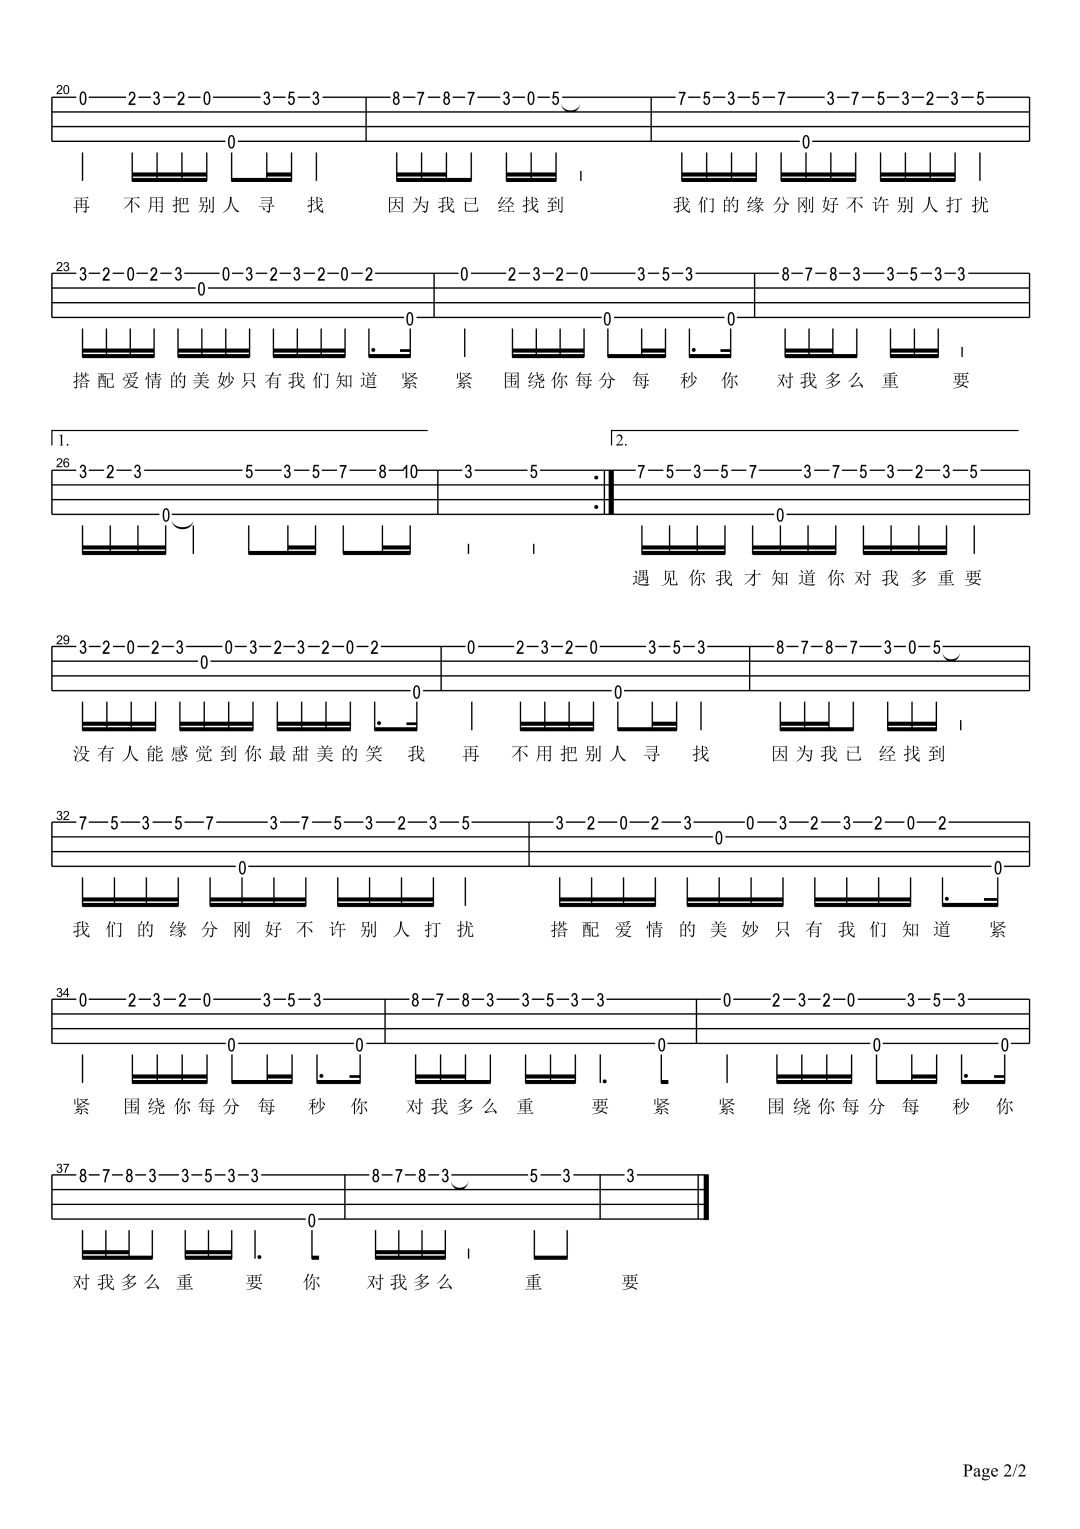 20 0 2 3 2 0 0 3 5 3 8 7 8 7 3 0 5 7 5 3 5 7 0 3 7 5 3 2 3 5
再 不用把别人寻找 因为我已经找到 我们的缘分刚好不许别人打扰
23 3 2 0 2 3 0 0 3 2 3 2 0 2 0 0 2 3 2 0 0 3 5 3 0 8 7 8 3 3 5 3 3
搭配爱情的美妙只有我们知道 紧 紧 围绕你每分每 秒你 对我多么重 要
1. 2.
26 3 2 3 0 5 3 5 7 8 10 3 5 7 5 3 5 7 0 3 7 5 3 2 3 5
遇见你我才知道你对我多重要
29 3 2 0 2 3 0 0 3 2 3 2 0 2 0 0 2 3 2 0 0 3 5 3 8 7 8 7 3 0 5
没有人能感觉到你最甜美的笑 我 再 不用把别人寻找 因为我已经找到
32 7 5 3 5 7 0 3 7 5 3 2 3 5 3 2 0 2 3 0 0 3 2 3 2 0 2 0
我们的缘分刚好不许别人打扰 搭配爱情的美妙只有我们知道 紧
34 0 2 3 2 0 0 3 5 3 0 8 7 8 3 3 5 3 3 0 0 2 3 2 0 0 3 5 3 0
紧 围绕你每分每 秒你 对我多么重 要 紧 紧 围绕你每分每 秒你
37 8 7 8 3 3 5 3 3 0 8 7 8 3 5 3 3
对我多么重 要 你 对我多么 重 要
Page 2/2